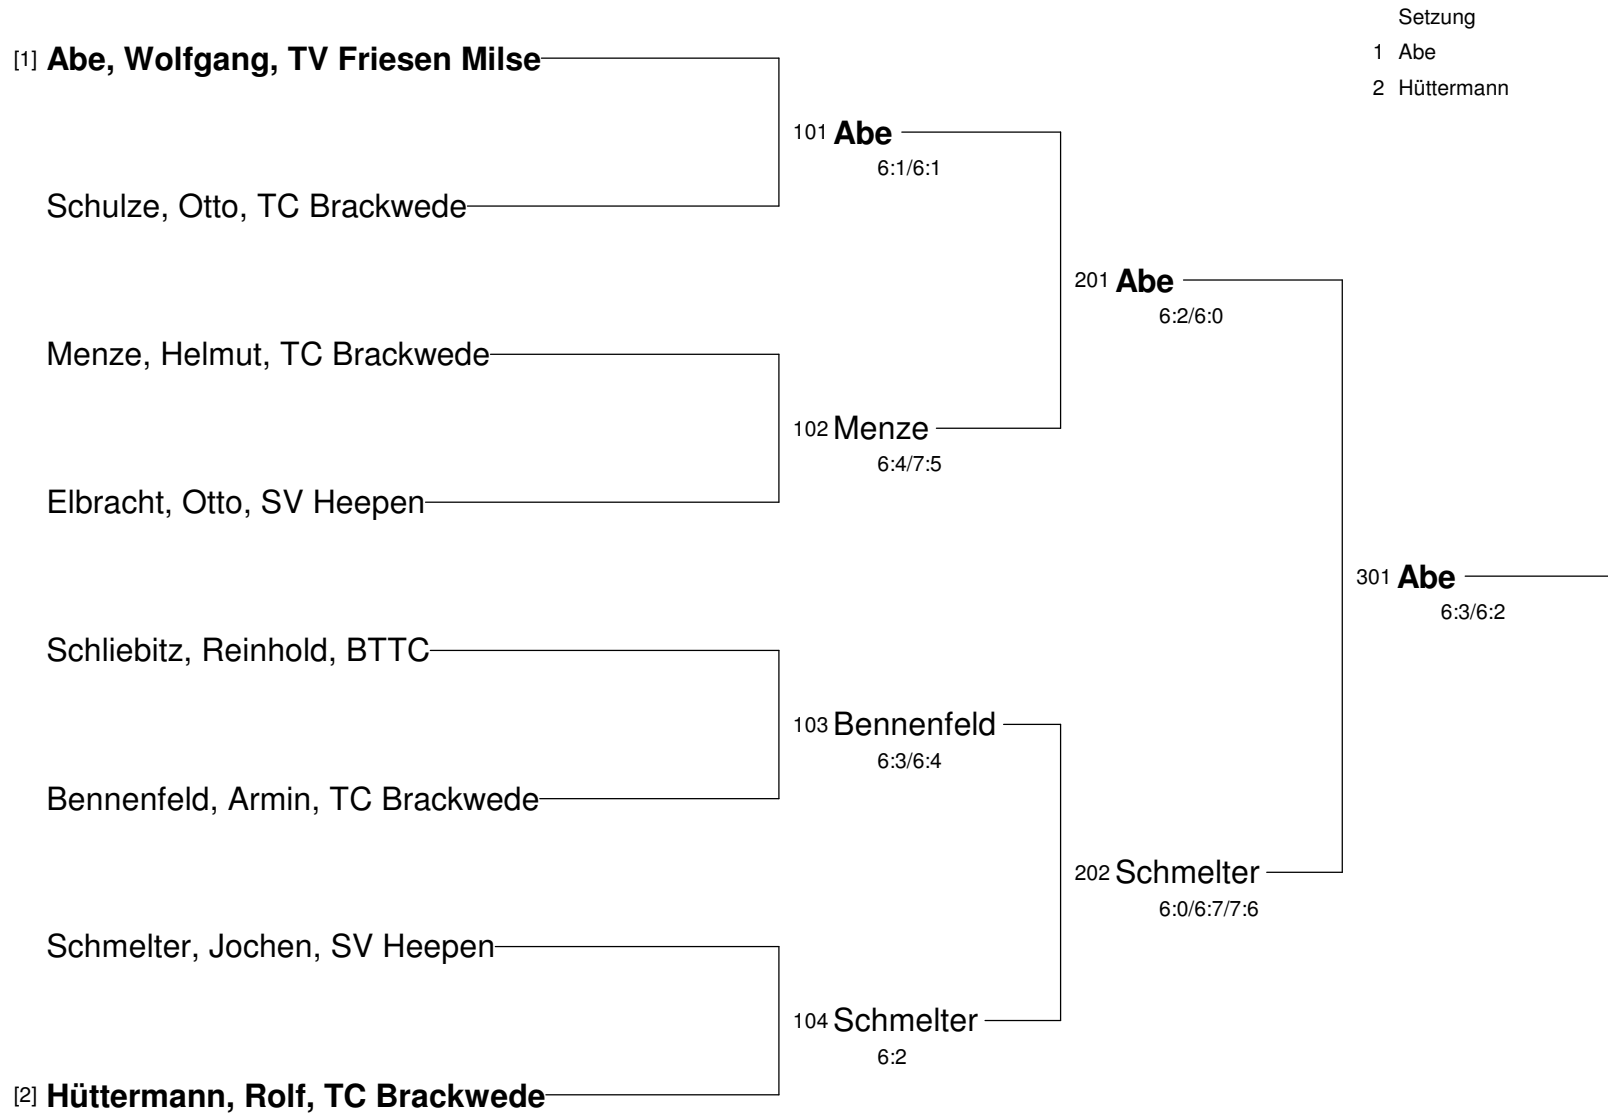 Setzung
1 Abe
2 Hüttermann
[1] Abe, Wolfgang, TV Friesen Milse
101 Abe
6:1/6:1
Schulze, Otto, TC Brackwede
201 Abe
6:2/6:0
Menze, Helmut, TC Brackwede
102 Menze
6:4/7:5
Elbracht, Otto, SV Heepen
301 Abe
6:3/6:2
Schliebitz, Reinhold, BTTC
103 Bennenfeld
6:3/6:4
Bennenfeld, Armin, TC Brackwede
202 Schmelter
6:0/6:7/7:6
Schmelter, Jochen, SV Heepen
104 Schmelter
6:2
[2] Hüttermann, Rolf, TC Brackwede